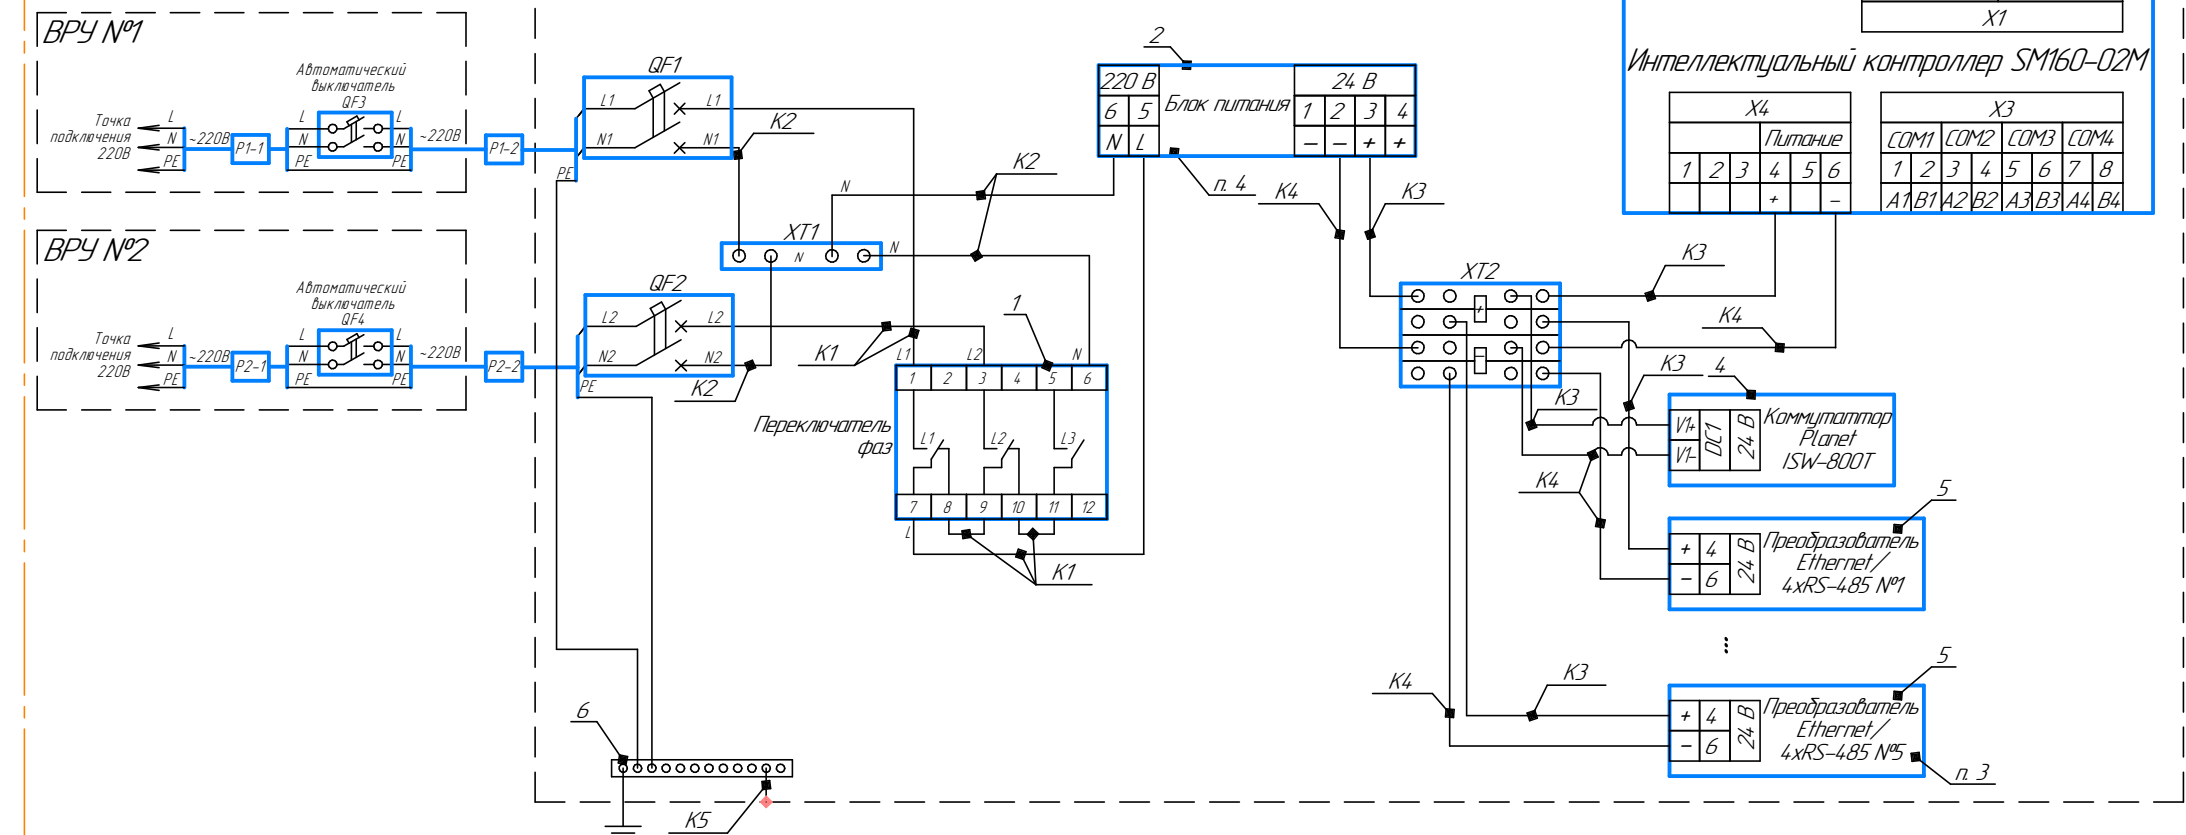 ВРУ №1
Автоматический
выключатель
QF3
Точка
подключения
220В
L
N
PE
~220В
P1-1
L
N
PE
L
N
PE
~220В
P1-2
PE
QF1
L1
L1
N1
N1
K2
ВРУ №2
Автоматический
выключатель
QF4
Точка
подключения
220В
L
N
PE
~220В
P2-1
L
N
PE
L
N
PE
~220В
P2-2
PE
QF2
L2
L2
N2
N2
K2
XT1
N
N
N
K2
K1
1
L1
L2
N
1 2 3 4 5 6
Переключатель
фаз
L1
L2
L3
7 8 9 10 11 12
L
K1
2
220 В
24 В
6 5
Блок питания
1 2 3 4
N L
– – + +
п. 4
K4
K3
XT2
+
–
X1
Интеллектуальный контроллер SM160-02М
X4
Питание
1 2 3 4 5 6
+ –
X3
COM1 COM2 COM3 COM4
1 2 3 4 5 6 7 8
A1 B1 A2 B2 A3 B3 A4 B4
K3
K4
K3
4
K3
K4
V1+
V1-
DC1
24 В
Коммутаттор
Planet
ISW-800T
5
+ 4
– 6
24 В
Преобразователь
Ethernet/
4xRS-485 №1
5
K4
K3
+ 4
– 6
24 В
Преобразователь
Ethernet/
4xRS-485 №5
п. 3
6
K5